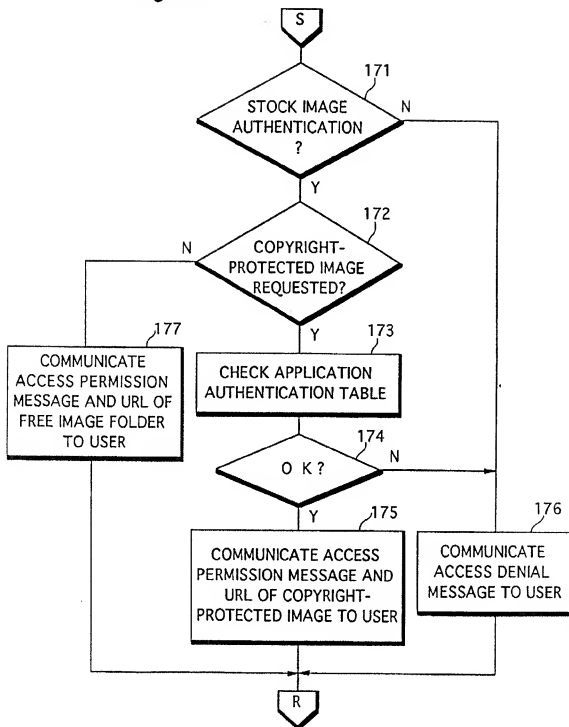 S
171
STOCK IMAGE
AUTHENTICATION
?
N
Y
172
COPYRIGHT-
PROTECTED IMAGE
REQUESTED?
N
Y
177
COMMUNICATE
ACCESS PERMISSION
MESSAGE AND URL OF
FREE IMAGE FOLDER
TO USER
173
CHECK APPLICATION
AUTHENTICATION TABLE
174
O K ?
N
Y
175
COMMUNICATE ACCESS
PERMISSION MESSAGE AND
URL OF COPYRIGHT-
PROTECTED IMAGE TO USER
176
COMMUNICATE
ACCESS DENIAL
MESSAGE TO USER
R